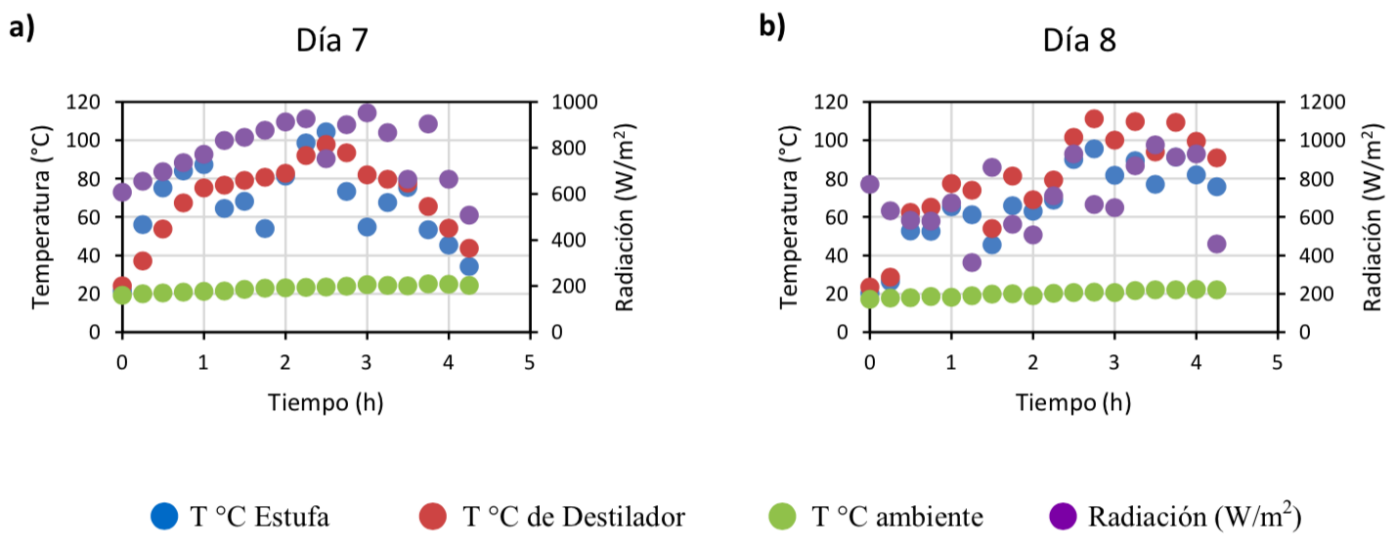 a)
Día 7
Temperatura (°C)
120
100
80
60
40
20
0
1000
800
600
400
200
0
Radiación (W/m²)
0 1 2 3 4 5
Tiempo (h)
b)
Día 8
Temperatura (°C)
120
100
80
60
40
20
0
1200
1000
800
600
400
200
0
Radiación (W/m²)
0 1 2 3 4 5
Tiempo (h)
T °C Estufa T °C de Destilador T °C ambiente Radiación (W/m²)